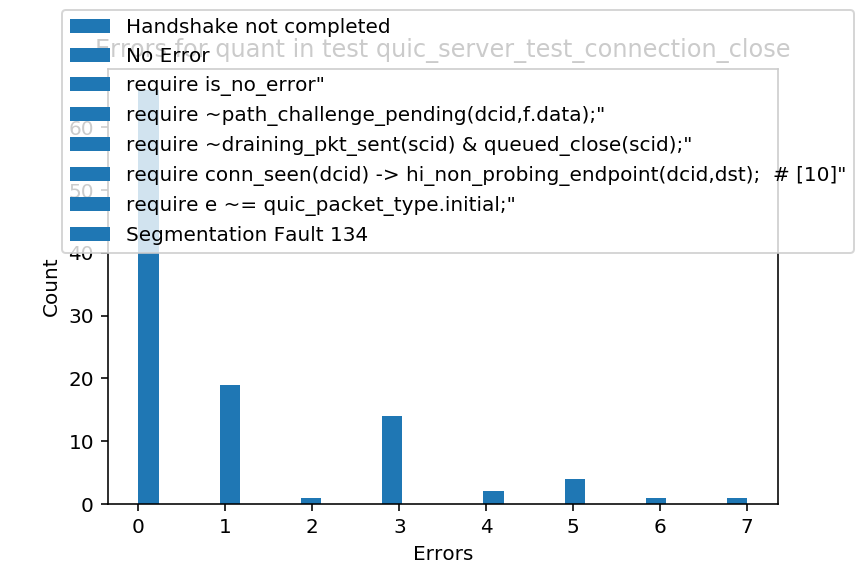 Errors for quant in test quic_server_test_connection_close
Handshake not completed
No Error
require is_no_error"
require ~path_challenge_pending(dcid,f.data);"
require ~draining_pkt_sent(scid) & queued_close(scid);"
require conn_seen(dcid) -> hi_non_probing_endpoint(dcid,dst);  # [10]"
require e ~= quic_packet_type.initial;"
Segmentation Fault 134
60
50
40
30
20
10
0
Count
0 1 2 3 4 5 6 7
Errors